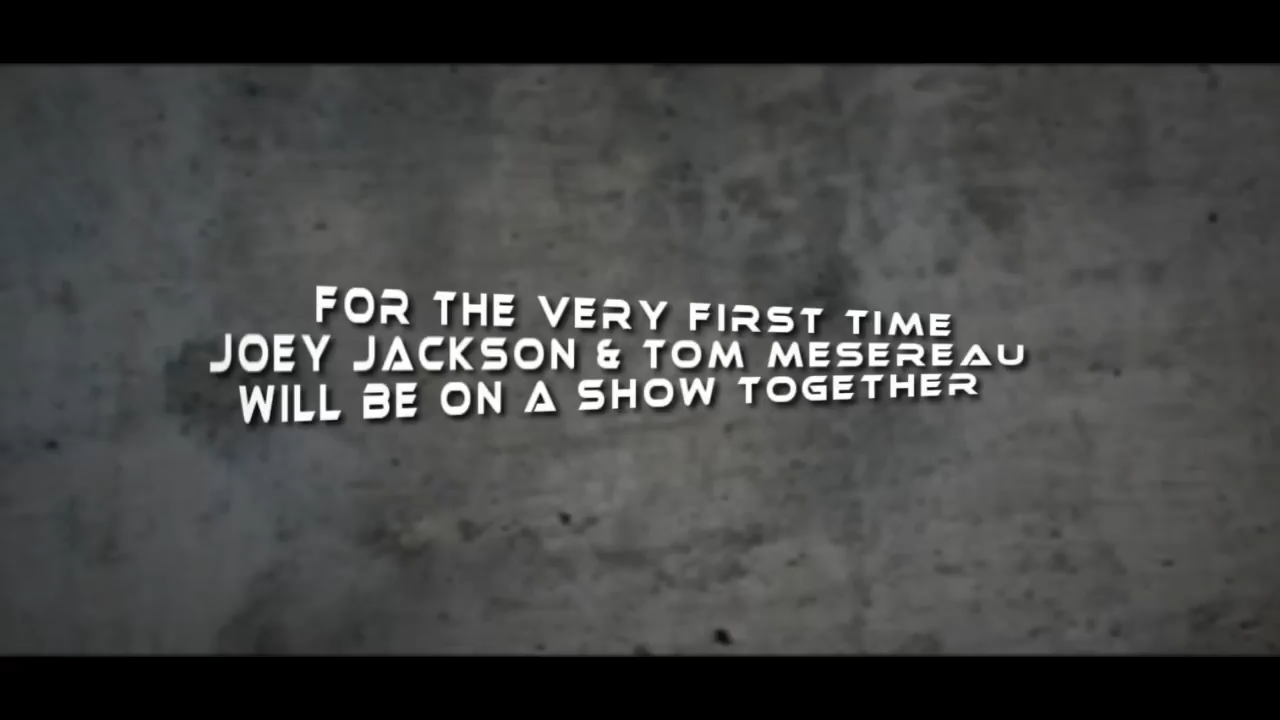 FOR THE VERY FIRST TIME
JOEY JACKSON & TOM MESEREAU
WILL BE ON A SHOW TOGETHER